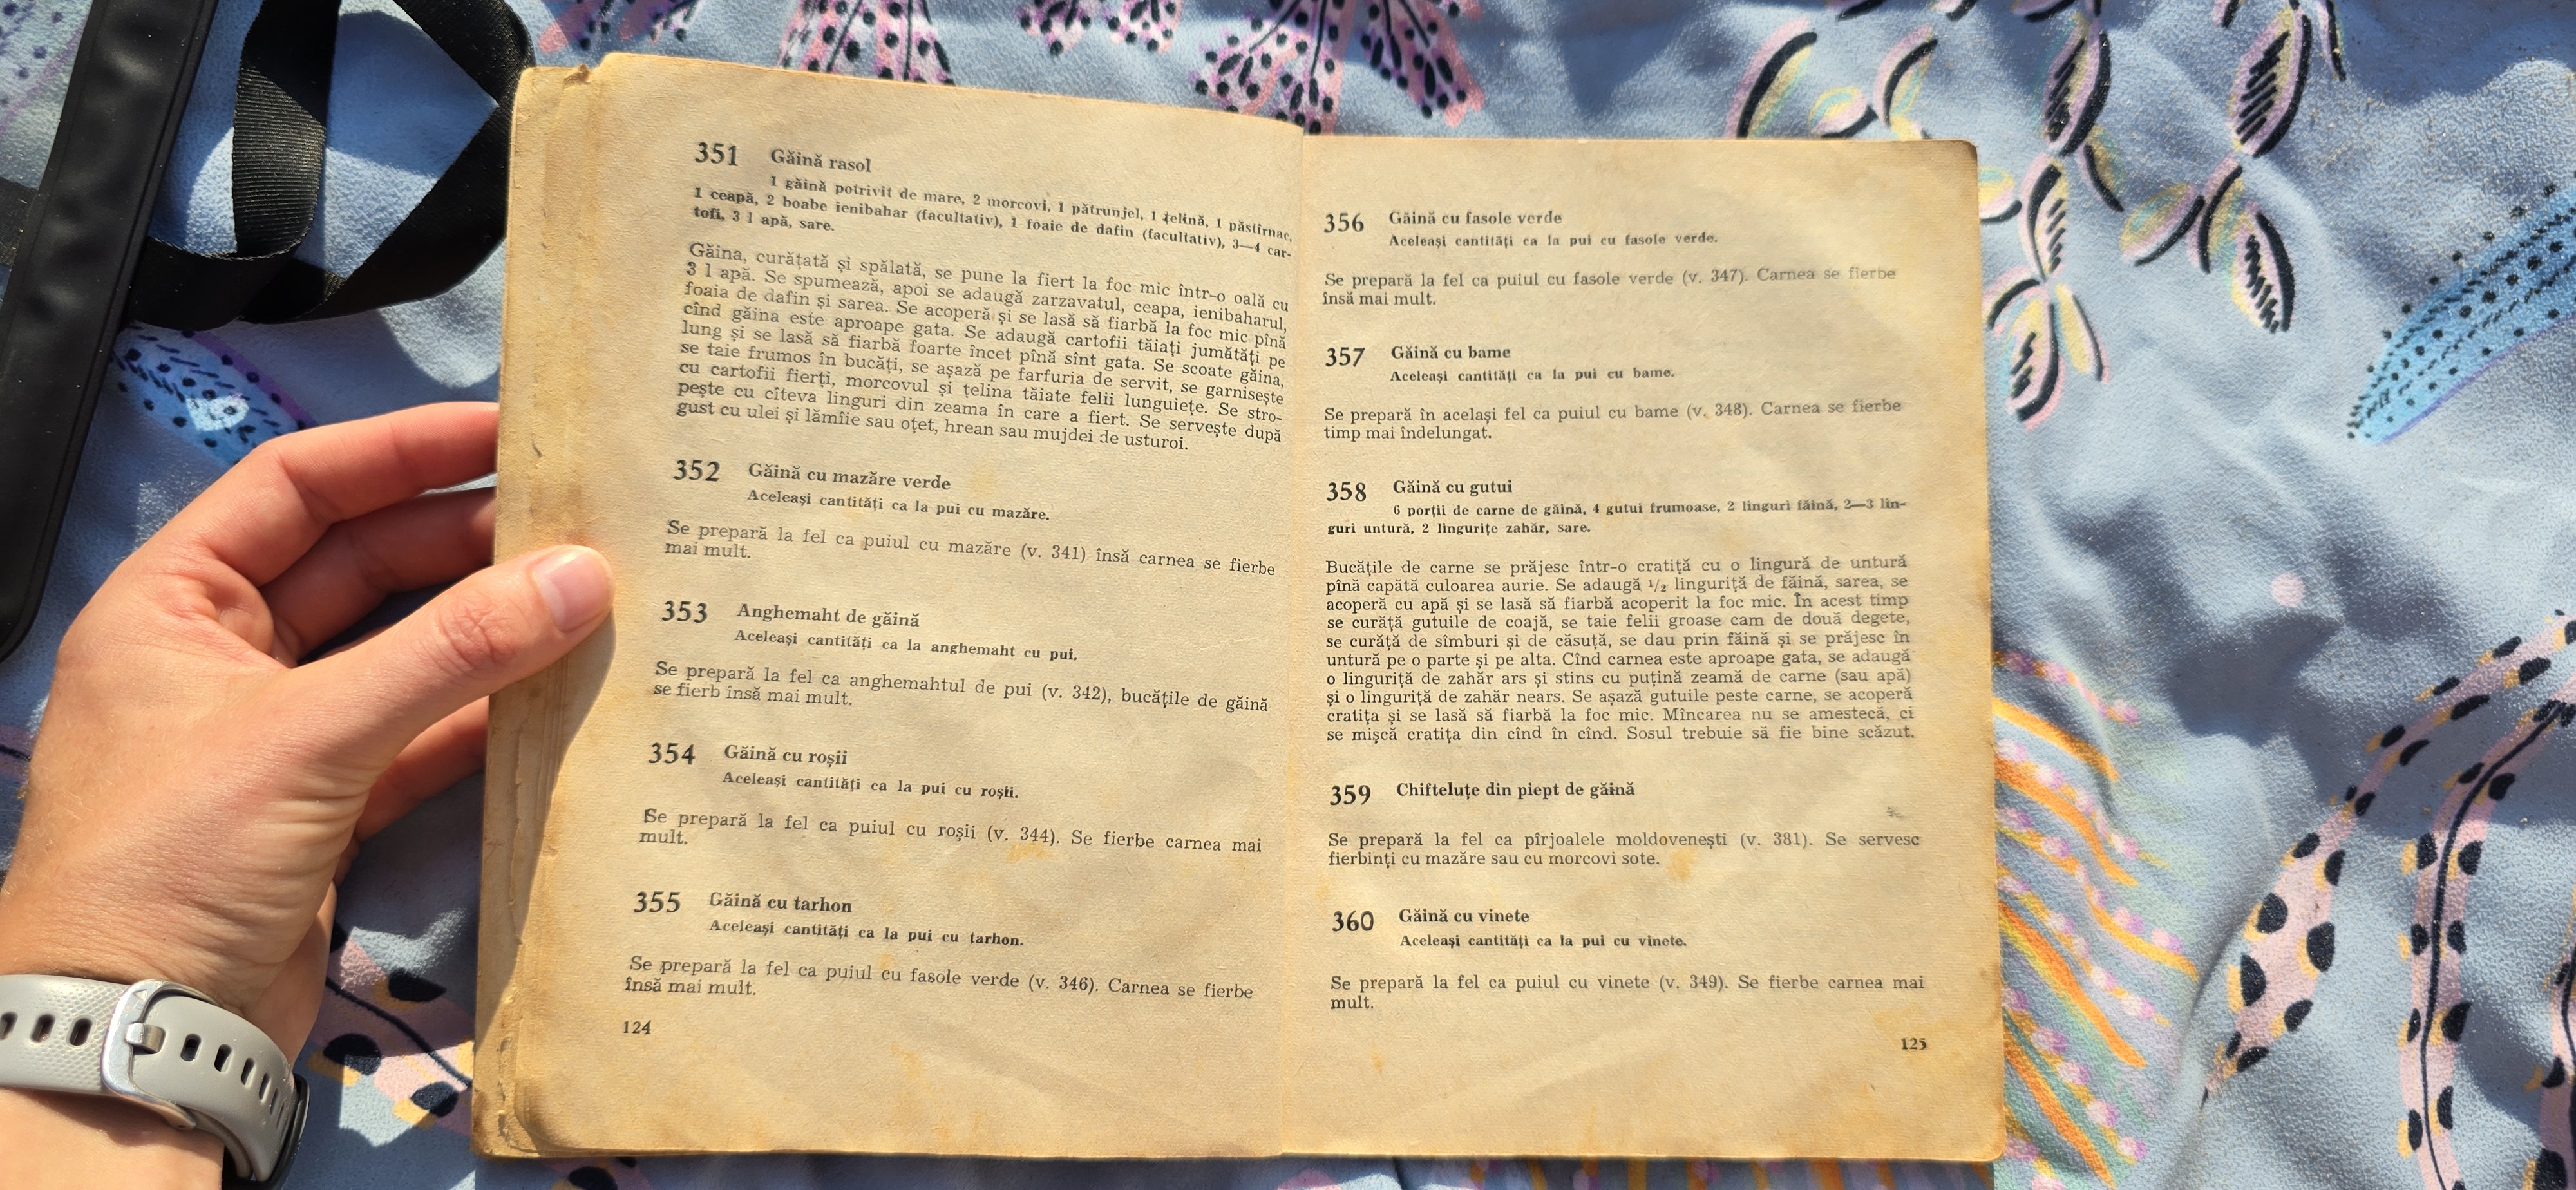 351 Găină rasol
1 găină potrivit de mare, 2 morcovi, 1 pătrunjel, 1 țelină, 1 păstîrnac,
1 ceapă, 2 boabe ienibahar (facultativ), 1 foaie de dafin (facultativ), 3—4 car-
tofi, 3 l apă, sare.
Găina, curățată și spălată, se pune la fiert la foc mic într-o oală cu
3 l apă. Se spumează, apoi se adaugă zarzavatul, ceapa, ienibaharul,
foaia de dafin și sarea. Se acoperă și se lasă să fiarbă la foc mic pînă
cînd găina este aproape gata. Se adaugă cartofii tăiați jumătăți pe
lung și se lasă să fiarbă foarte încet pînă sînt gata. Se scoate găina,
se taie frumos în bucăți, se așază pe farfuria de servit, se garnisește
cu cartofii fierți, morcovul și țelina tăiate felii lunguiețe. Se stro-
pește cu cîteva linguri din zeama în care a fiert. Se servește după
gust cu ulei și lămîie sau oțet, hrean sau mujdei de usturoi.
352 Găină cu mazăre verde
Aceleași cantități ca la pui cu mazăre.
Se prepară la fel ca puiul cu mazăre (v. 341) însă carnea se fierbe
mai mult.
353 Anghemaht de găină
Aceleași cantități ca la anghemaht cu pui.
Se prepară la fel ca anghemahtul de pui (v. 342), bucățile de găină
se fierb însă mai mult.
354 Găină cu roșii
Aceleași cantități ca la pui cu roșii.
Se prepară la fel ca puiul cu roșii (v. 344). Se fierbe carnea mai
mult.
355 Găină cu tarhon
Aceleași cantități ca la pui cu tarhon.
Se prepară la fel ca puiul cu fasole verde (v. 346). Carnea se fierbe
însă mai mult.
124
356 Găină cu fasole verde
Aceleași cantități ca la pui cu fasole verde.
Se prepară la fel ca puiul cu fasole verde (v. 347). Carnea se fierbe
însă mai mult.
357 Găină cu bame
Aceleași cantități ca la pui cu bame.
Se prepară în același fel ca puiul cu bame (v. 348). Carnea se fierbe
timp mai îndelungat.
358 Găină cu gutui
6 porții de carne de găină, 4 gutui frumoase, 2 linguri făină, 2—3 lin-
guri untură, 2 lingurițe zahăr, sare.
Bucățile de carne se prăjesc într-o cratiță cu o lingură de untură
pînă capătă culoarea aurie. Se adaugă 1/2 linguriță de făină, sarea, se
acoperă cu apă și se lasă să fiarbă acoperit la foc mic. În acest timp
se curăță gutuile de coajă, se taie felii groase cam de două degete,
se curăță de sîmburi și de căsuță, se dau prin făină și se prăjesc în
untură pe o parte și pe alta. Cînd carnea este aproape gata, se adaugă
o linguriță de zahăr ars și stins cu puțină zeamă de carne (sau apă)
și o linguriță de zahăr nears. Se așază gutuile peste carne, se acoperă
cratița și se lasă să fiarbă la foc mic. Mîncarea nu se amestecă, ci
se mișcă cratița din cînd în cînd. Sosul trebuie să fie bine scăzut.
359 Chifteluțe din piept de găină
Se prepară la fel ca pîrjoalele moldovenești (v. 381). Se servesc
fierbinți cu mazăre sau cu morcovi sote.
360 Găină cu vinete
Aceleași cantități ca la pui cu vinete.
Se prepară la fel ca puiul cu vinete (v. 349). Se fierbe carnea mai
mult.
125